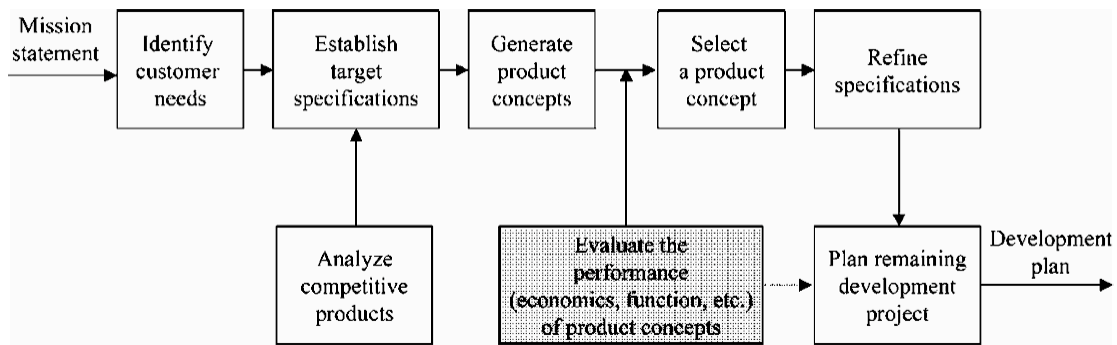 Mission
statement
Identify
customer
needs
Establish
target
specifications
Generate
product
concepts
Select
a product
concept
Refine
specifications
Analyze
competitive
products
Evaluate the
performance
(economics, function, etc.)
of product concepts
Plan remaining
development
project
Development
plan